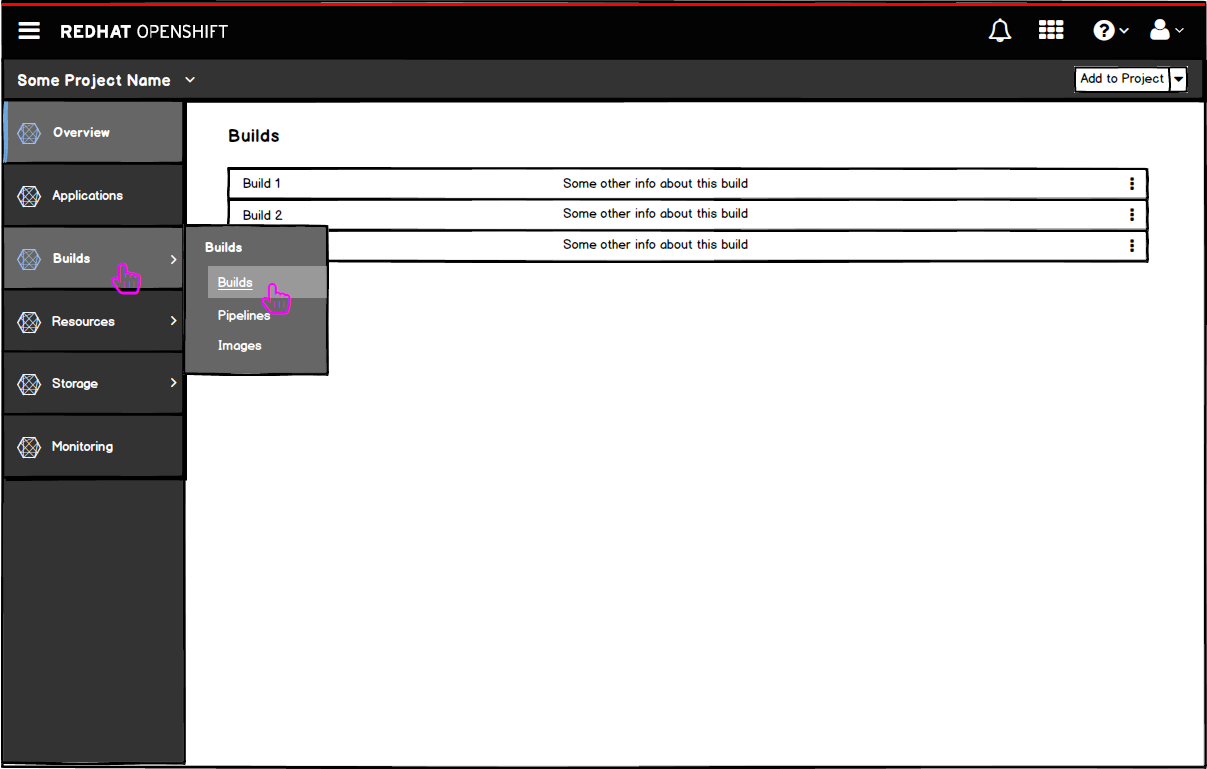 REDHAT OPENSHIFT
?
Some Project Name
Add to Project
Overview
Applications
Builds
Resources
Storage
Monitoring
Builds
Build 1 Some other info about this build
Build 2 Some other info about this build
Some other info about this build
Builds
Builds
Pipelines
Images